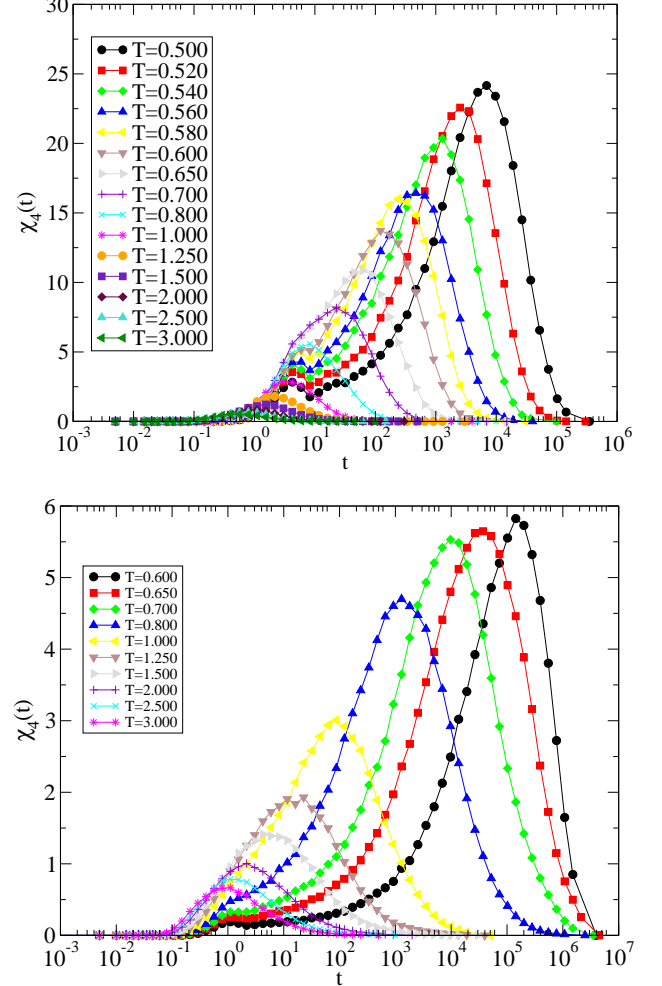 30
25
20
15
10
5
0
χ₄(t)
T=0.500
T=0.520
T=0.540
T=0.560
T=0.580
T=0.600
T=0.650
T=0.700
T=0.800
T=1.000
T=1.250
T=1.500
T=2.000
T=2.500
T=3.000
10⁻³ 10⁻² 10⁻¹ 10⁰ 10¹ 10² 10³ 10⁴ 10⁵ 10⁶
t
6
5
4
3
2
1
0
χ₄(t)
T=0.600
T=0.650
T=0.700
T=0.800
T=1.000
T=1.250
T=1.500
T=2.000
T=2.500
T=3.000
10⁻³ 10⁻² 10⁻¹ 10⁰ 10¹ 10² 10³ 10⁴ 10⁵ 10⁶ 10⁷
t